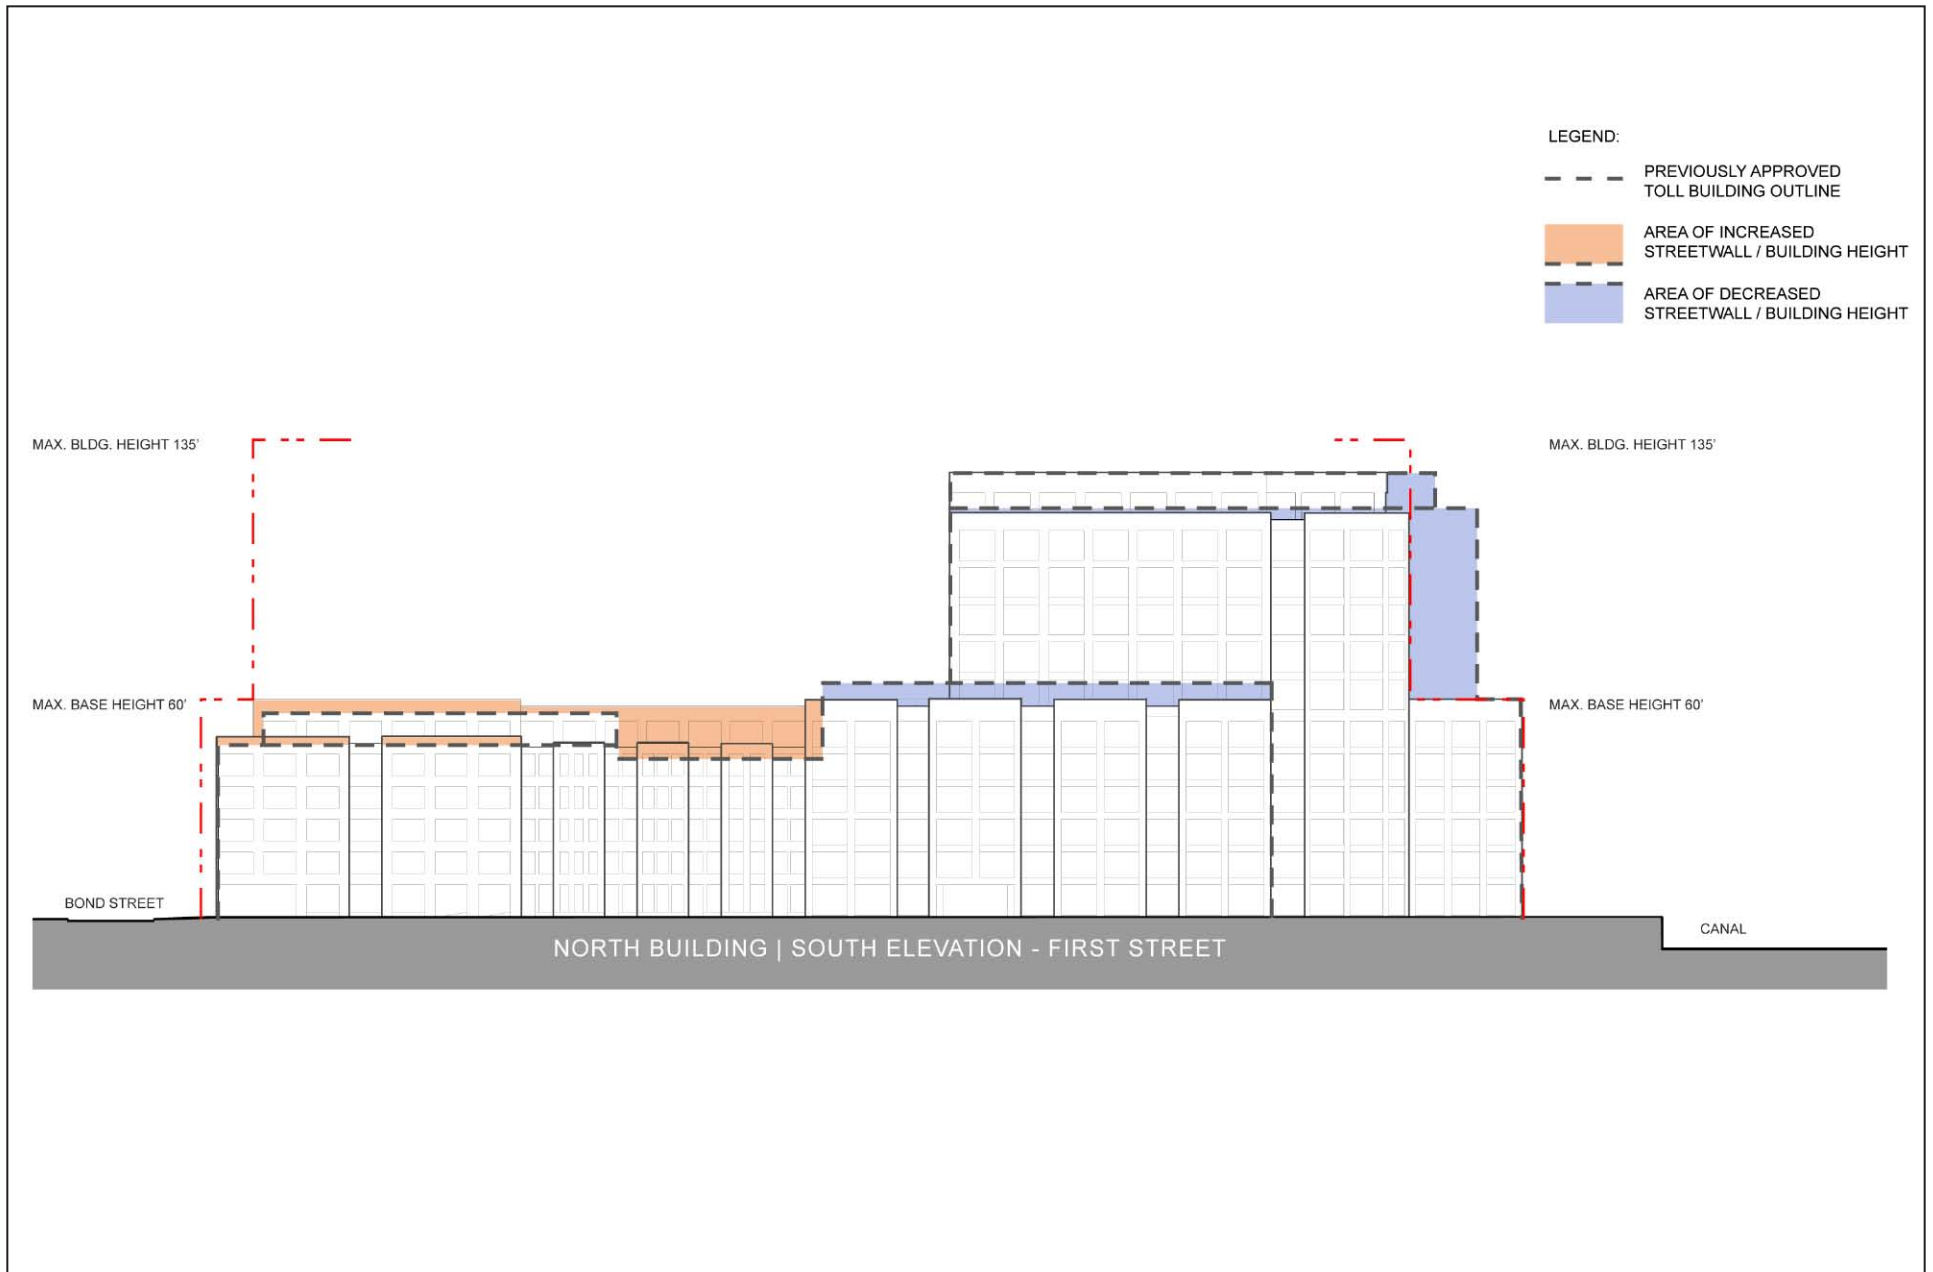 LEGEND:
PREVIOUSLY APPROVED
TOLL BUILDING OUTLINE
AREA OF INCREASED
STREETWALL / BUILDING HEIGHT
AREA OF DECREASED
STREETWALL / BUILDING HEIGHT
MAX. BLDG. HEIGHT 135'
MAX. BLDG. HEIGHT 135'
MAX. BASE HEIGHT 60'
MAX. BASE HEIGHT 60'
BOND STREET
CANAL
NORTH BUILDING | SOUTH ELEVATION - FIRST STREET